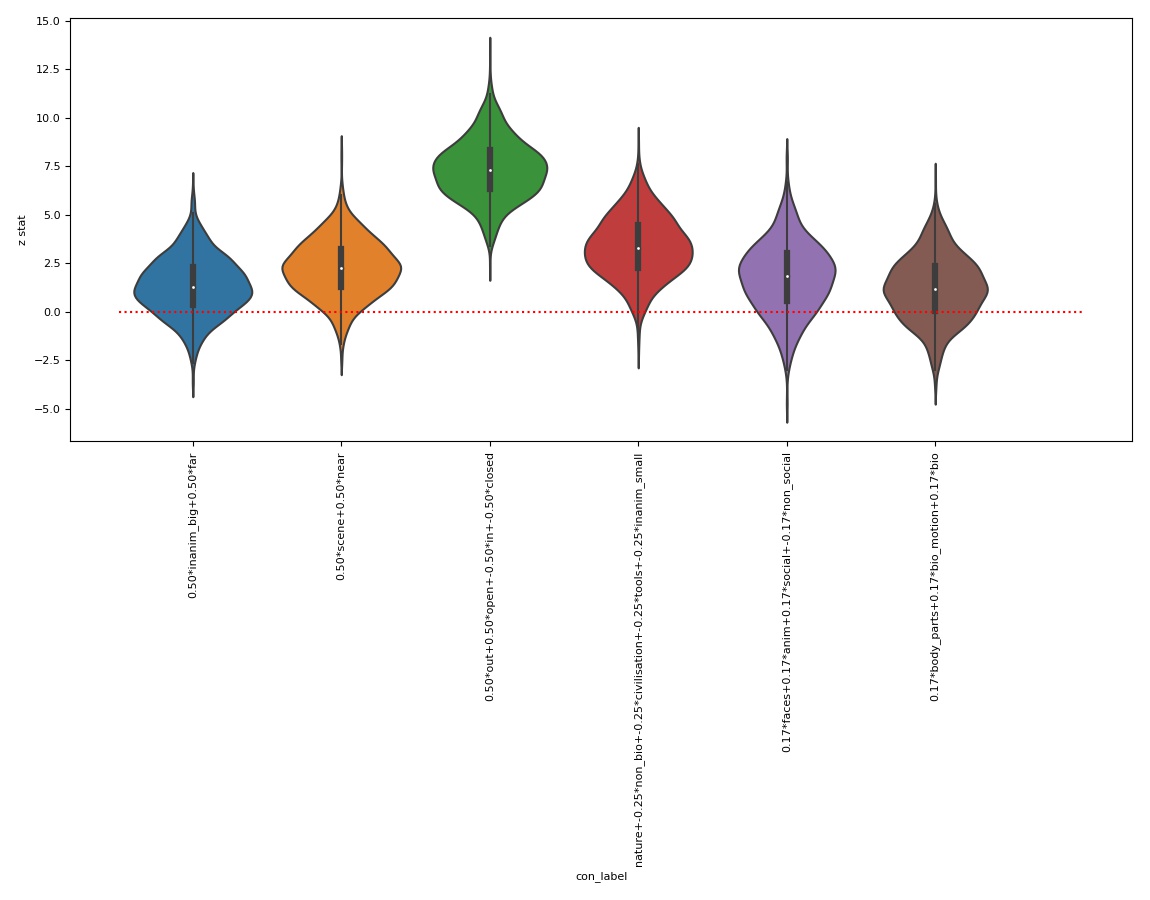 15.0
12.5
10.0
7.5
5.0
2.5
0.0
−2.5
−5.0
z stat
0.50*inanim_big+0.50*far
0.50*scene+0.50*near
0.50*out+0.50*open+-0.50*in+-0.50*closed
nature+-0.25*non_bio+-0.25*civilisation+-0.25*tools+-0.25*inanim_small
0.17*faces+0.17*anim+0.17*social+-0.17*non_social
0.17*body_parts+0.17*bio_motion+0.17*bio
con_label